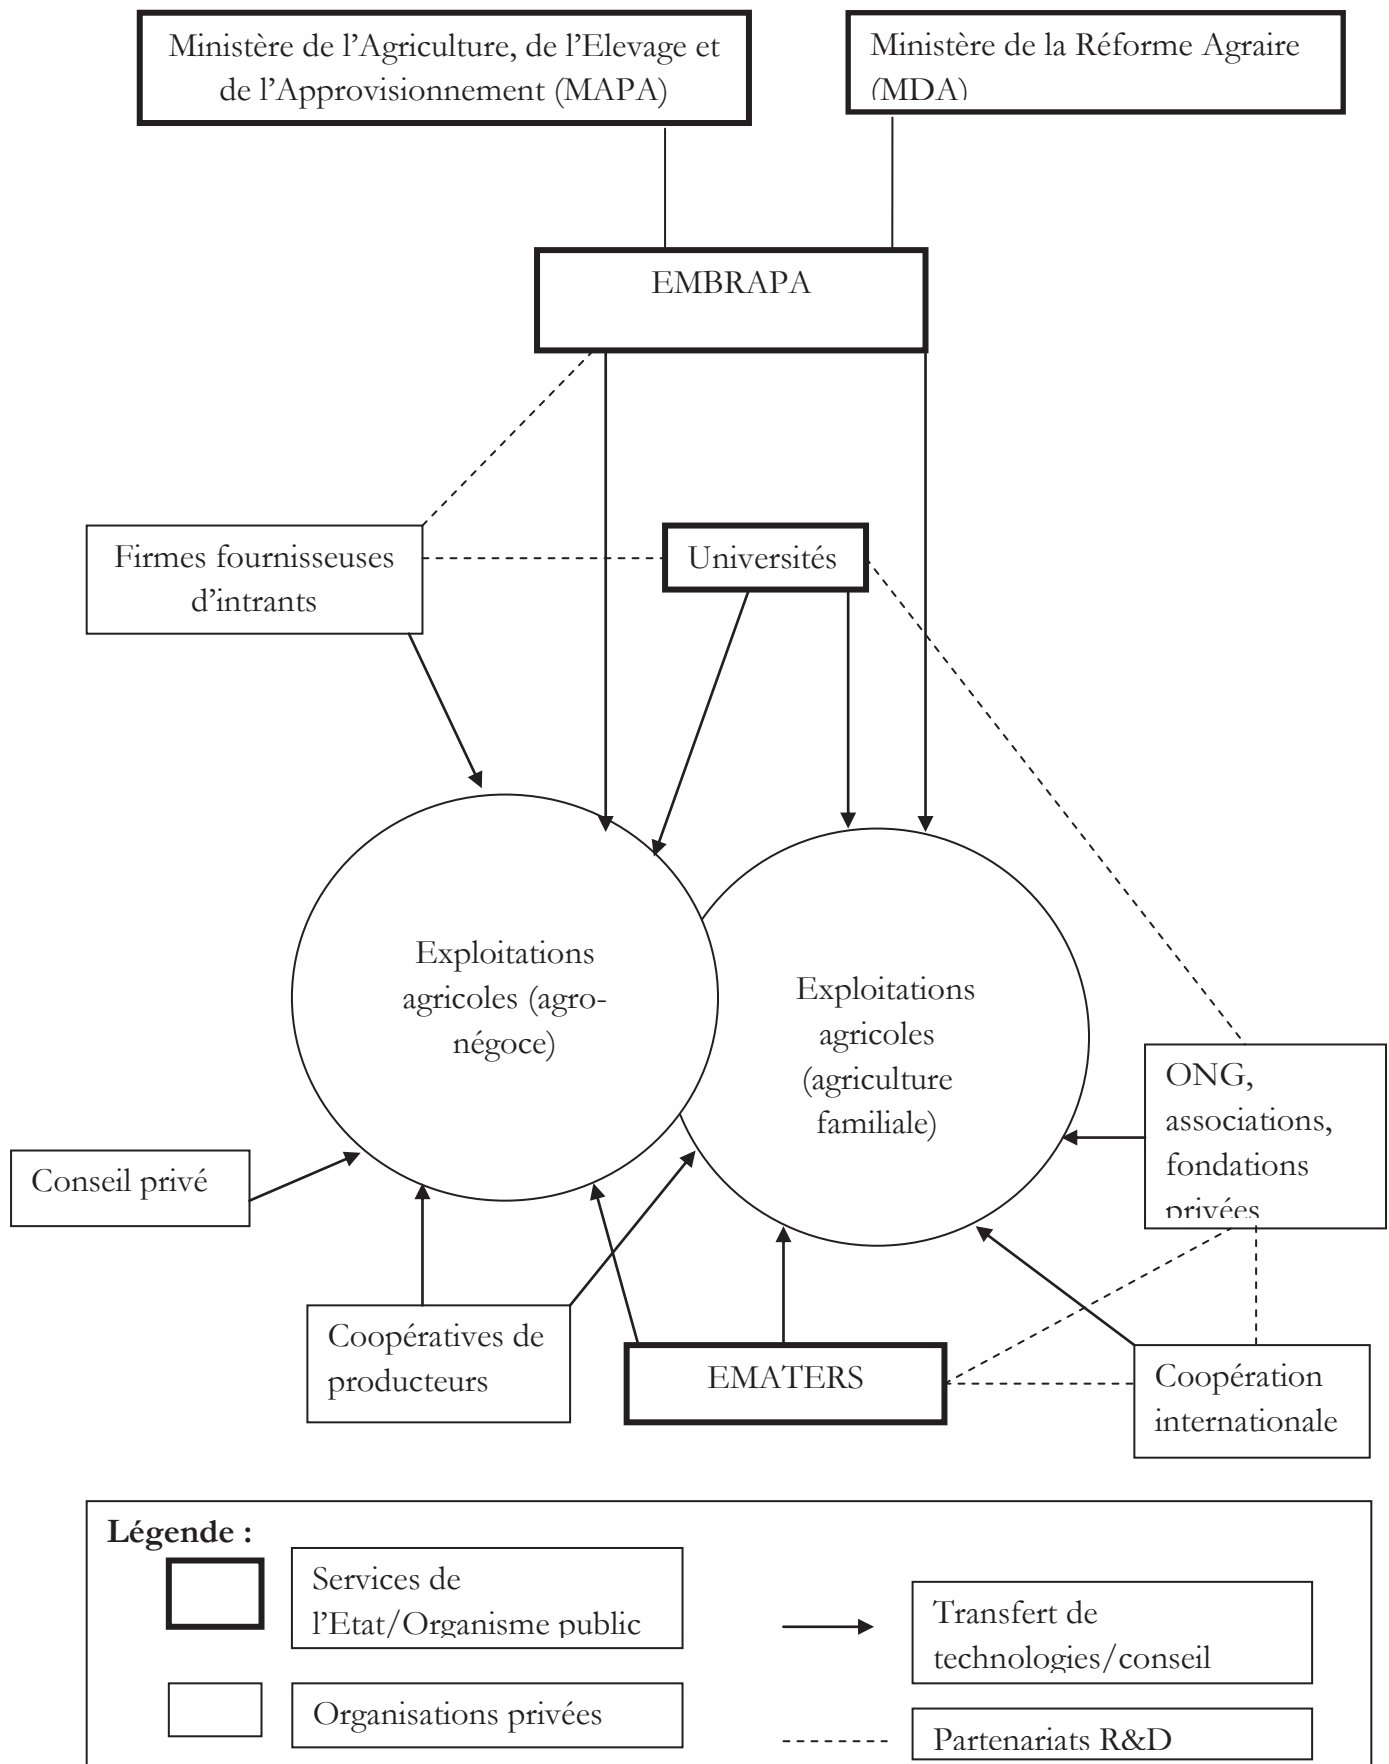 Ministère de l’Agriculture, de l’Elevage et
de l’Approvisionnement (MAPA)
Ministère de la Réforme Agraire
(MDA)
EMBRAPA
Firmes fournisseuses
d’intrants
Universités
Exploitations
agricoles (agro-
négoce)
Exploitations
agricoles
(agriculture
familiale)
ONG,
associations,
fondations
privées
Conseil privé
Coopératives de
producteurs
EMATERS
Coopération
internationale
Légende :
Services de
l’Etat/Organisme public
Transfert de
technologies/conseil
Organisations privées
Partenariats R&D